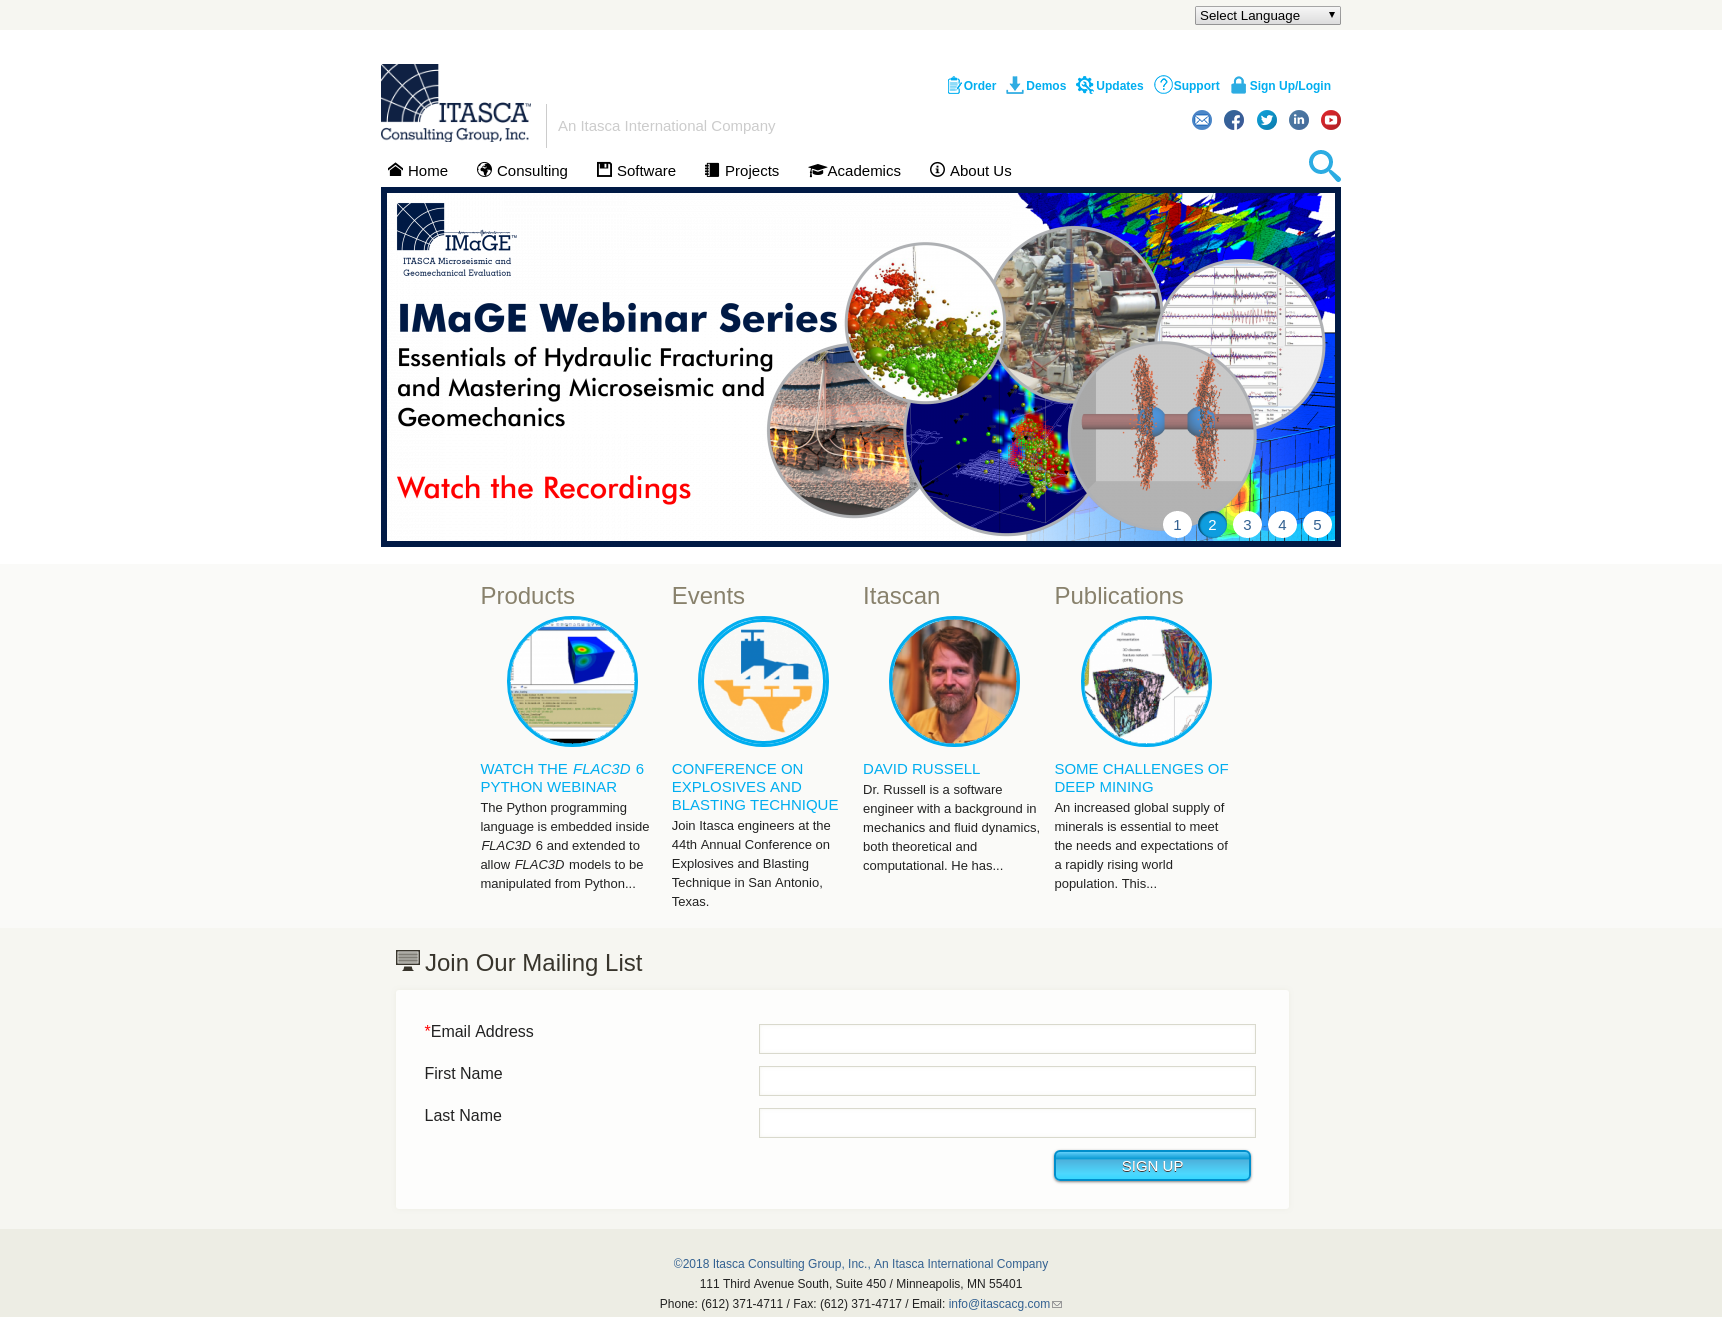 Select Language
Order Demos Updates Support Sign Up/Login
ITASCA™
Consulting Group, Inc.
An Itasca International Company
Home Consulting Software Projects Academics About Us
IMaGE™
ITASCA Microseismic and
Geomechanical Evaluation
IMaGE Webinar Series
Essentials of Hydraulic Fracturing
and Mastering Microseismic and
Geomechanics
Watch the Recordings
1 2 3 4 5
Products
44
WATCH THE FLAC3D 6
PYTHON WEBINAR
The Python programming
language is embedded inside
FLAC3D 6 and extended to
allow FLAC3D models to be
manipulated from Python...
Events
CONFERENCE ON
EXPLOSIVES AND
BLASTING TECHNIQUE
Join Itasca engineers at the
44th Annual Conference on
Explosives and Blasting
Technique in San Antonio,
Texas.
Itascan
DAVID RUSSELL
Dr. Russell is a software
engineer with a background in
mechanics and fluid dynamics,
both theoretical and
computational. He has...
Publications
SOME CHALLENGES OF
DEEP MINING
An increased global supply of
minerals is essential to meet
the needs and expectations of
a rapidly rising world
population. This...
Join Our Mailing List
*Email Address
First Name
Last Name
SIGN UP
©2018 Itasca Consulting Group, Inc., An Itasca International Company
111 Third Avenue South, Suite 450 / Minneapolis, MN 55401
Phone: (612) 371-4711 / Fax: (612) 371-4717 / Email: info@itascacg.com